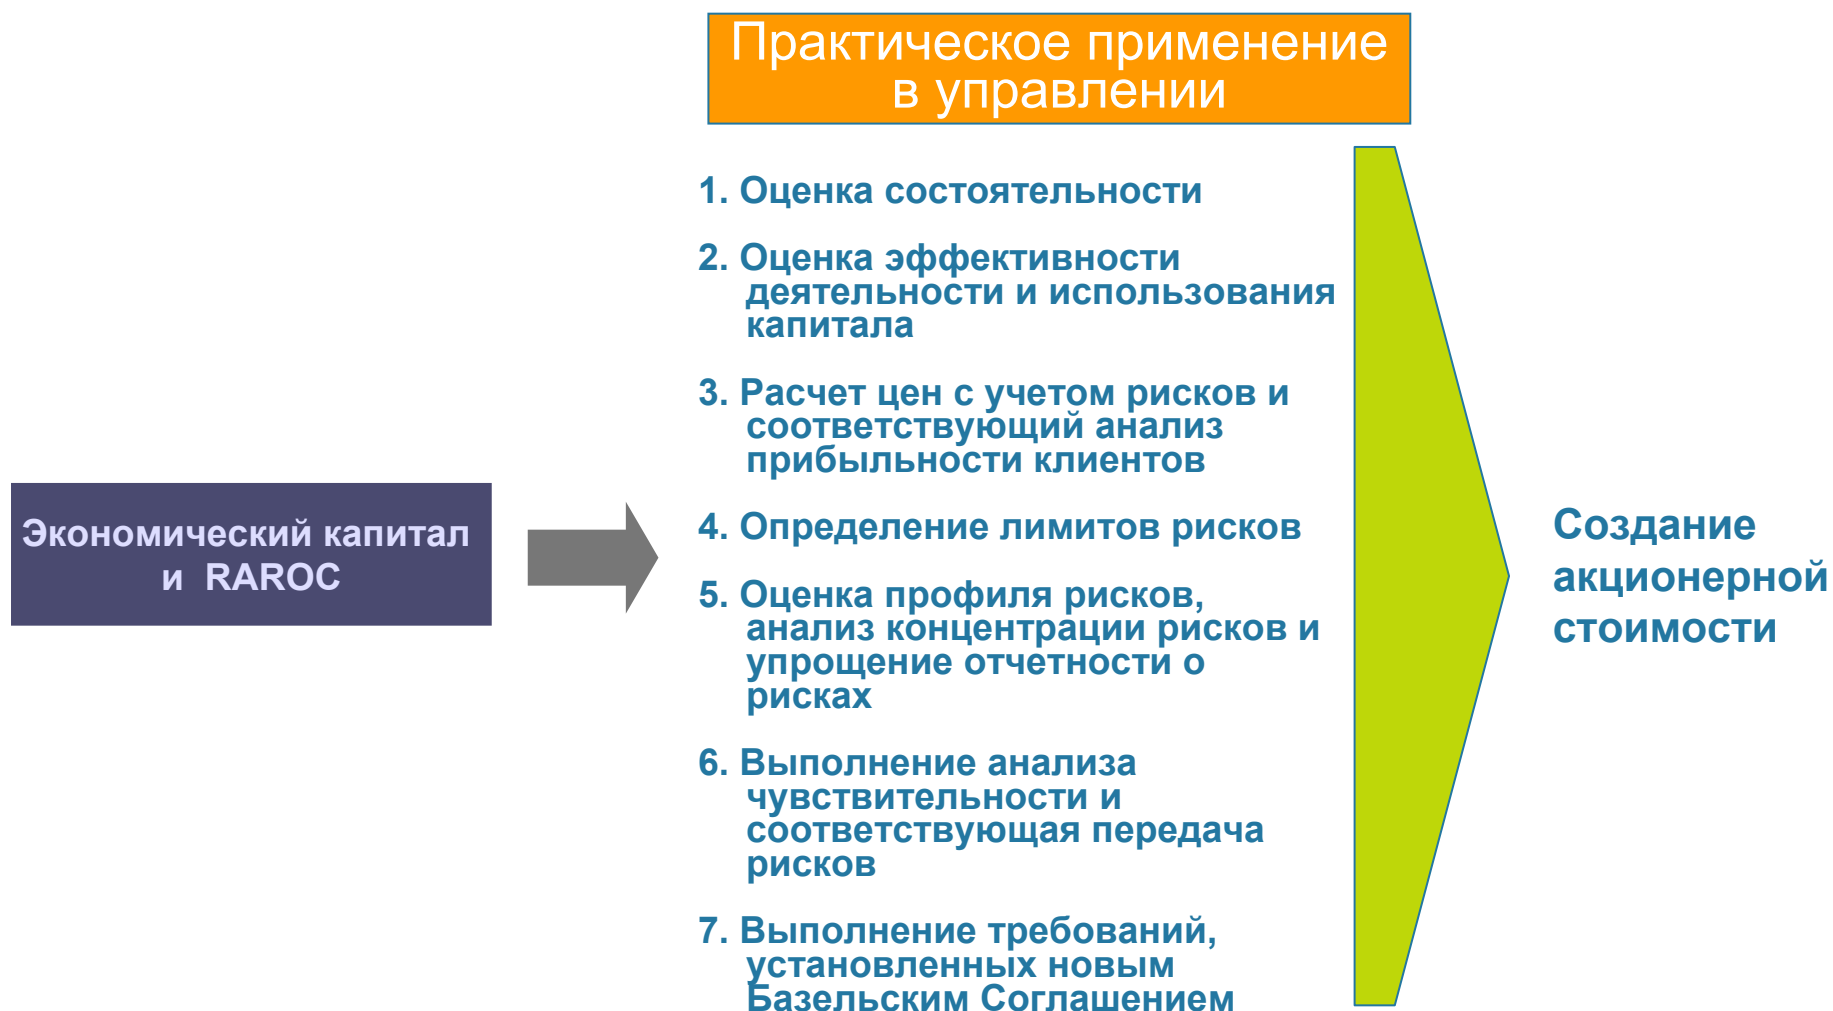 Практическое применение
в управлении
1. Оценка состоятельности
2. Оценка эффективности
деятельности и использования
капитала
3. Расчет цен с учетом рисков и
соответствующий анализ
прибыльности клиентов
4. Определение лимитов рисков
5. Оценка профиля рисков,
анализ концентрации рисков и
упрощение отчетности о
рисках
6. Выполнение анализа
чувствительности и
соответствующая передача
рисков
7. Выполнение требований,
установленных новым
Базельским Соглашением
Экономический капитал
и RAROC
Создание
акционерной
стоимости